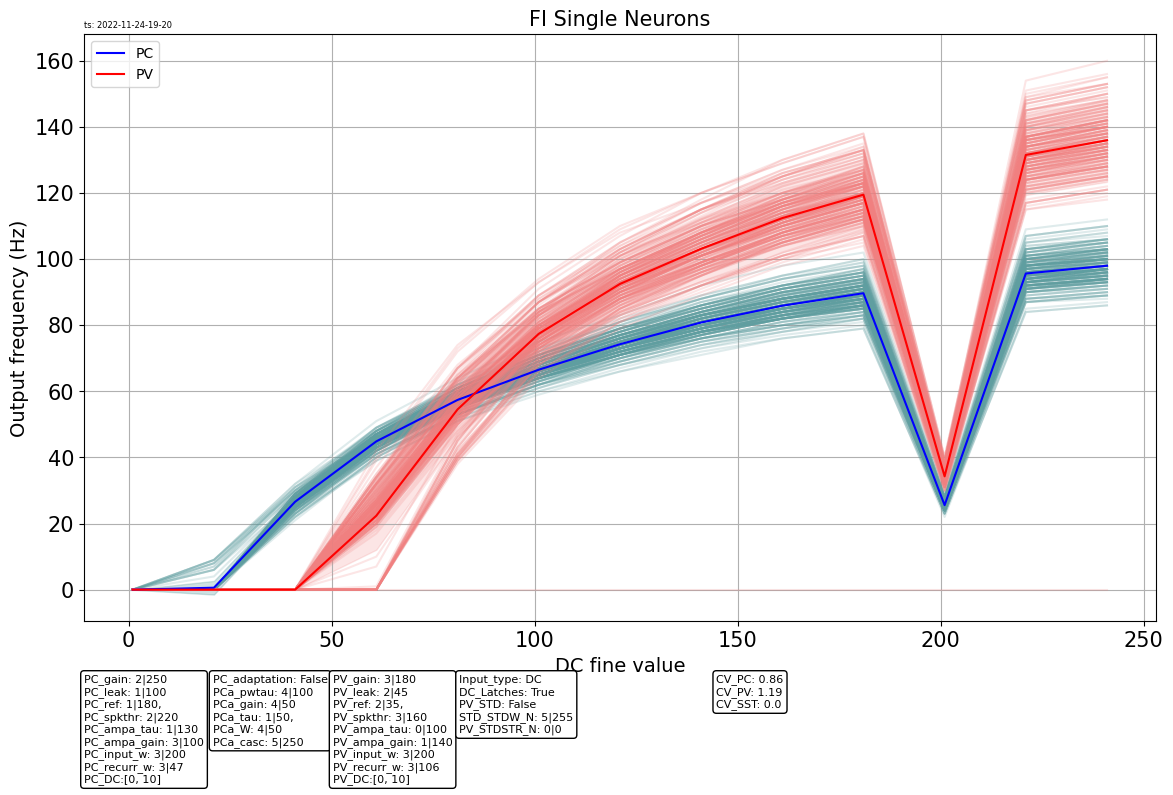 FI Single Neurons
ts: 2022-11-24-19-20
PC
PV
Output frequency (Hz)
160
140
120
100
80
60
40
20
0
0 50 100 150 200 250
DC fine value
PC_gain: 2|250
PC_leak: 1|100
PC_ref: 1|180,
PC_spkthr: 2|220
PC_ampa_tau: 1|130
PC_ampa_gain: 3|100
PC_input_w: 3|200
PC_recurr_w: 3|47
PC_DC:[0, 10]
PC_adaptation: False
PCa_pwtau: 4|100
PCa_gain: 4|50
PCa_tau: 1|50,
PCa_W: 4|50
PCa_casc: 5|250
PV_gain: 3|180
PV_leak: 2|45
PV_ref: 2|35,
PV_spkthr: 3|160
PV_ampa_tau: 0|100
PV_ampa_gain: 1|140
PV_input_w: 3|200
PV_recurr_w: 3|106
PV_DC:[0, 10]
Input_type: DC
DC_Latches: True
PV_STD: False
STD_STDW_N: 5|255
PV_STDSTR_N: 0|0
CV_PC: 0.86
CV_PV: 1.19
CV_SST: 0.0